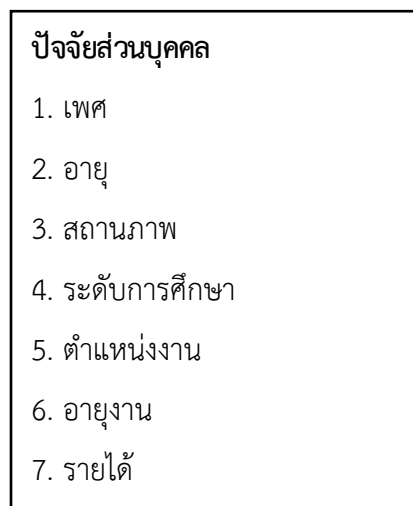 ปัจจัยส่วนบุคคล
1. เพศ
2. อายุ
3. สถานภาพ
4. ระดับการศึกษา
5. ตำแหน่งงาน
6. อายุงาน
7. รายได้